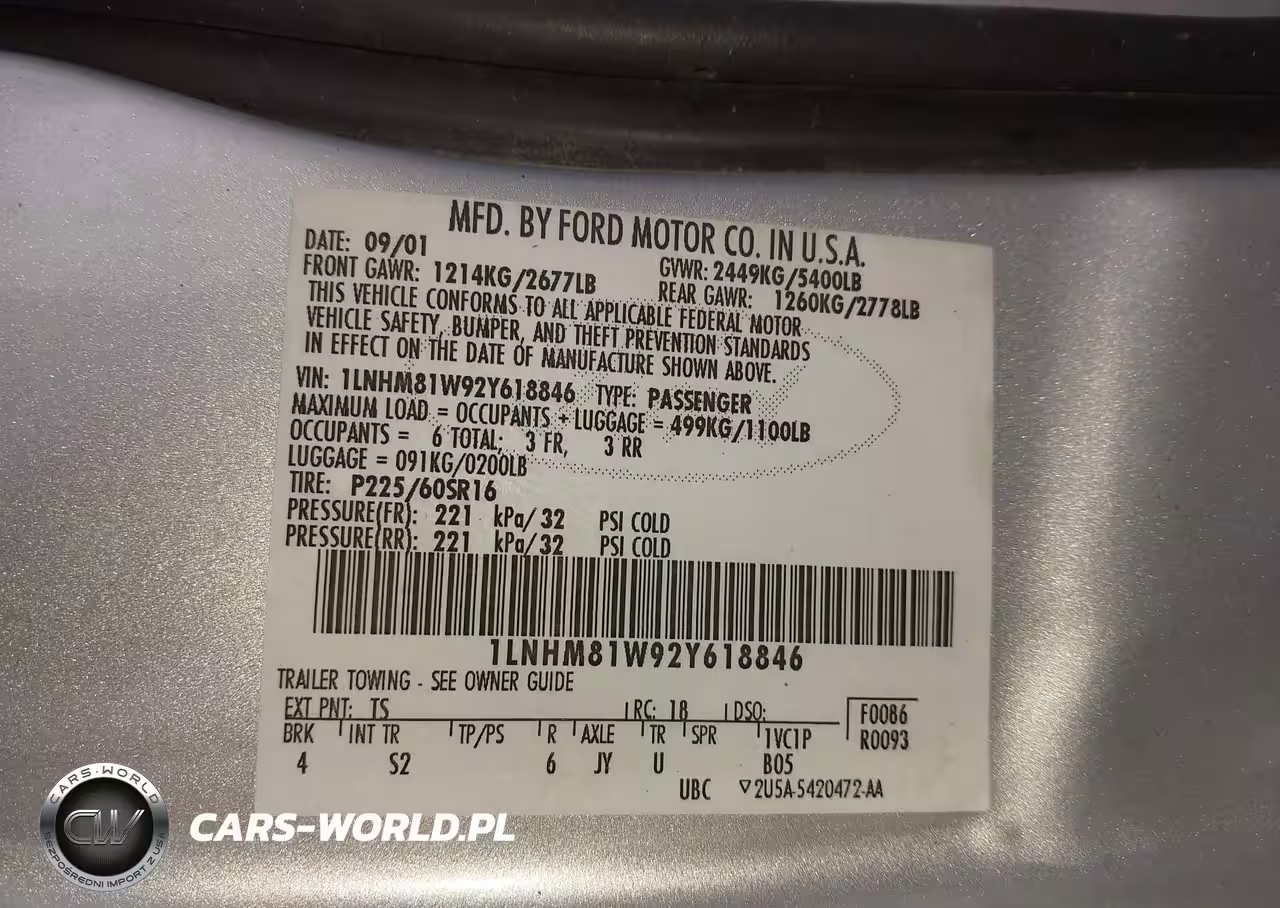 MFD. BY FORD MOTOR CO. IN U.S.A.
DATE: 09/01 GVWR: 2449KG/5400LB
FRONT GAWR: 1214KG/2677LB REAR GAWR: 1260KG/2778LB
THIS VEHICLE CONFORMS TO ALL APPLICABLE FEDERAL MOTOR
VEHICLE SAFETY, BUMPER, AND THEFT PREVENTION STANDARDS
IN EFFECT ON THE DATE OF MANUFACTURE SHOWN ABOVE.
VIN: 1LNHM81W92Y618846 TYPE: PASSENGER
MAXIMUM LOAD = OCCUPANTS + LUGGAGE = 499KG/1100LB
OCCUPANTS = 6 TOTAL; 3 FR, 3 RR
LUGGAGE = 091KG/0200LB
TIRE: P225/60SR16
PRESSURE(FR): 221 kPa/32 PSI COLD
PRESSURE(RR): 221 kPa/32 PSI COLD
1LNHM81W92Y618846
TRAILER TOWING - SEE OWNER GUIDE
EXT PNT: TS RC: 18 DSO: F0086
BRK INT TR TP/PS R AXLE TR SPR 1VC1P R0093
4 S2 6 JY U B05
UBC ▽2U5A-5420472-AA
CARS-WORLD
CW
BEZPOŚREDNI IMPORT Z USA
CARS-WORLD.PL